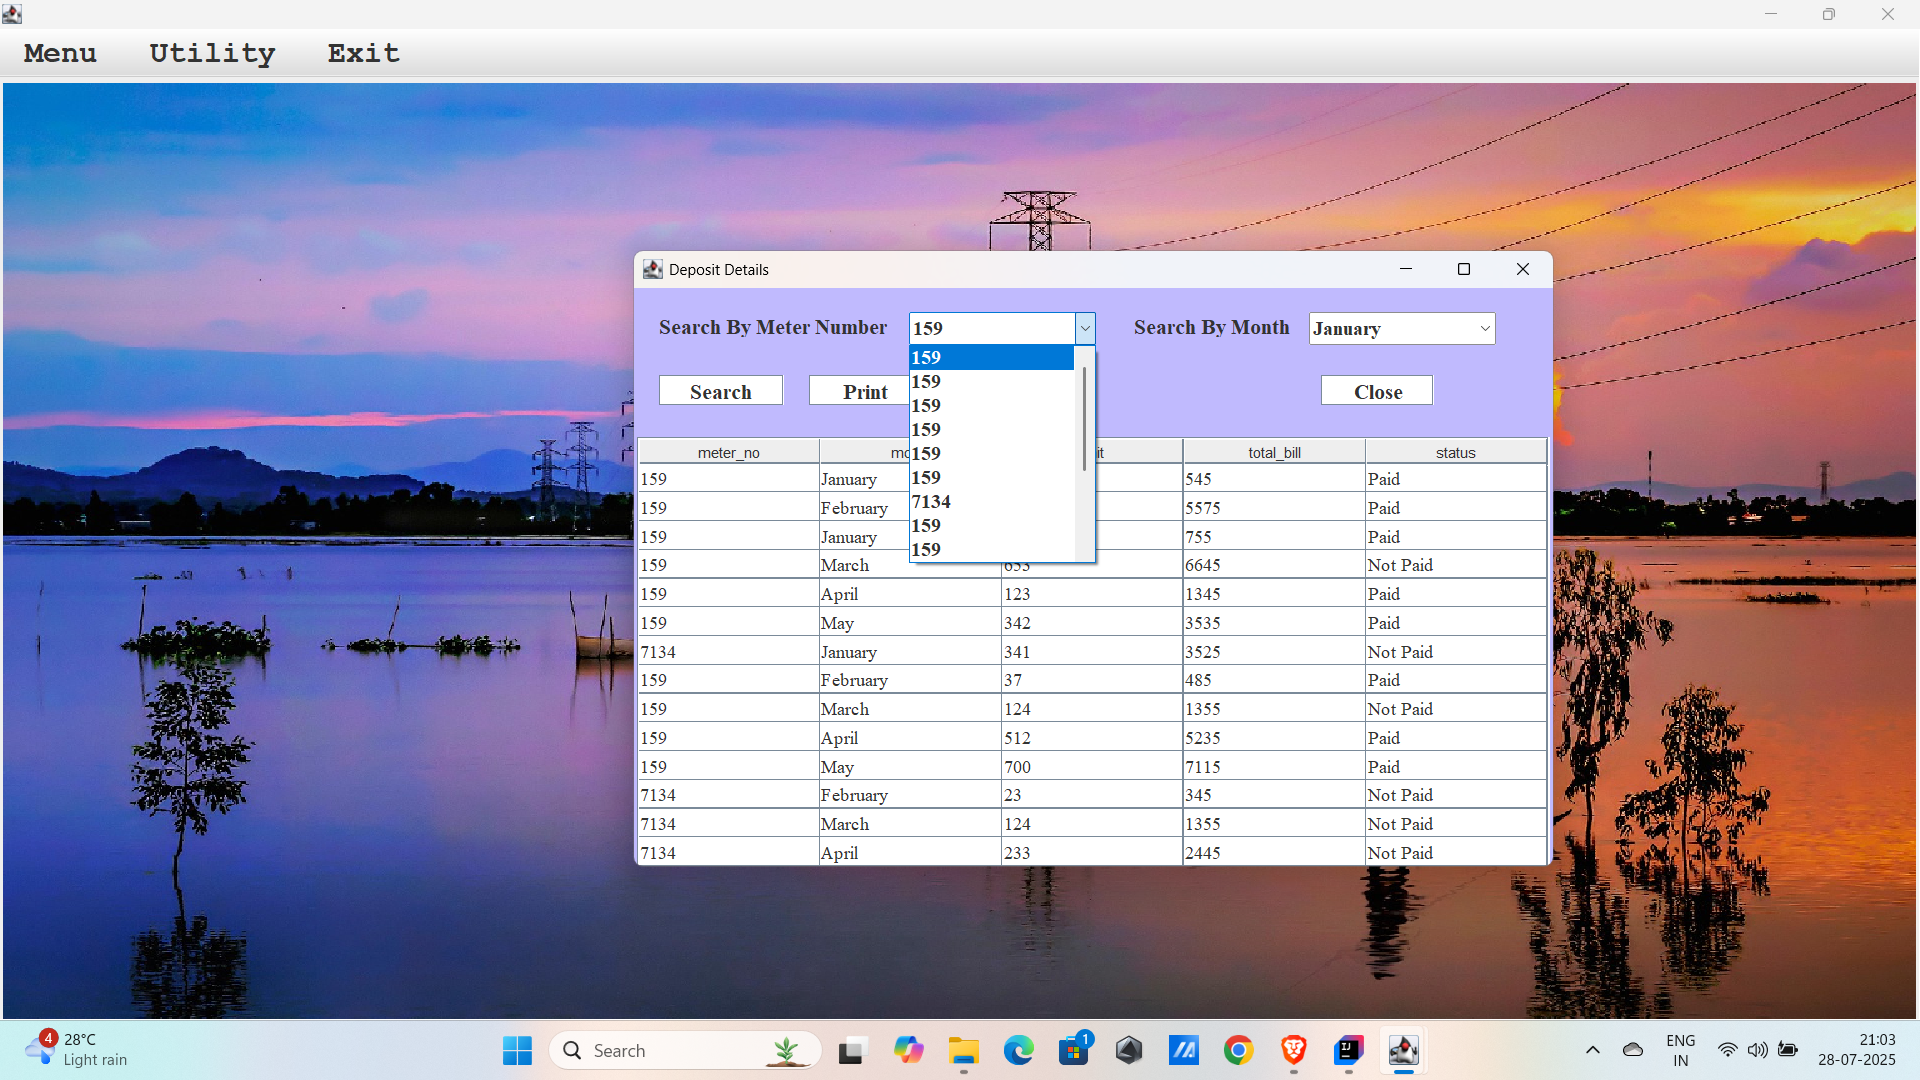 Menu Utility Exit
Deposit Details
Search By Meter Number 159 Search By Month January
Search Print Close
159
159
159
159
159
159
7134
159
159
meter_no total_bill status
159 January 545 Paid
159 February 5575 Paid
159 January 755 Paid
159 March 653 6645 Not Paid
159 April 123 1345 Paid
159 May 342 3535 Paid
7134 January 341 3525 Not Paid
159 February 37 485 Paid
159 March 124 1355 Not Paid
159 April 512 5235 Paid
159 May 700 7115 Paid
7134 February 23 345 Not Paid
7134 March 124 1355 Not Paid
7134 April 233 2445 Not Paid
4 28°C
Light rain
Search
1
IJ
ENG
IN
21:03
28-07-2025